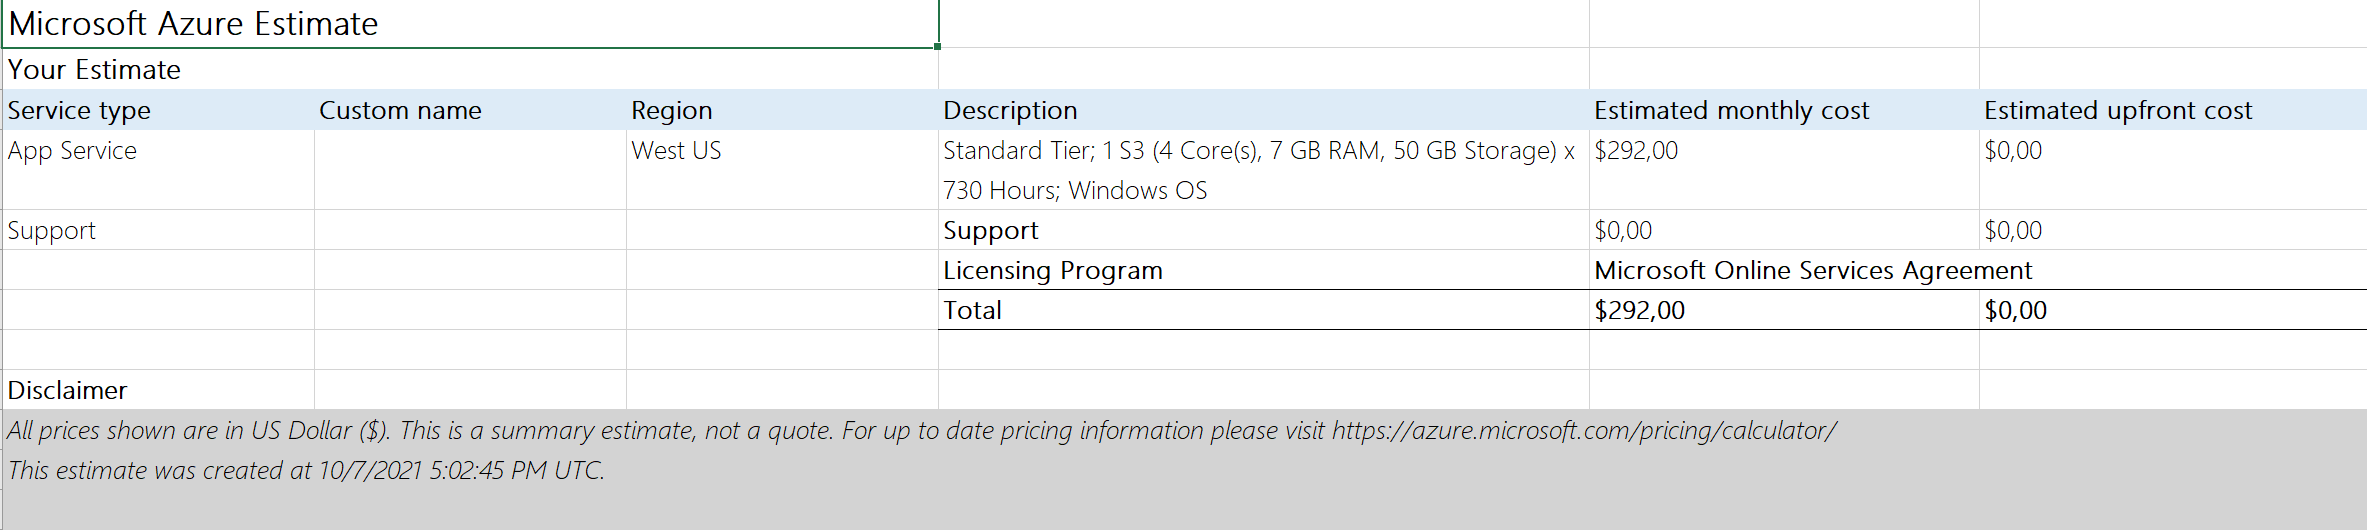 Microsoft Azure Estimate
Your Estimate
Service type Custom name Region Description Estimated monthly cost Estimated upfront cost
App Service West US Standard Tier; 1 S3 (4 Core(s), 7 GB RAM, 50 GB Storage) x $292,00 $0,00
730 Hours; Windows OS
Support Support $0,00 $0,00
Licensing Program Microsoft Online Services Agreement
Total $292,00 $0,00
Disclaimer
All prices shown are in US Dollar ($). This is a summary estimate, not a quote. For up to date pricing information please visit https://azure.microsoft.com/pricing/calculator/
This estimate was created at 10/7/2021 5:02:45 PM UTC.